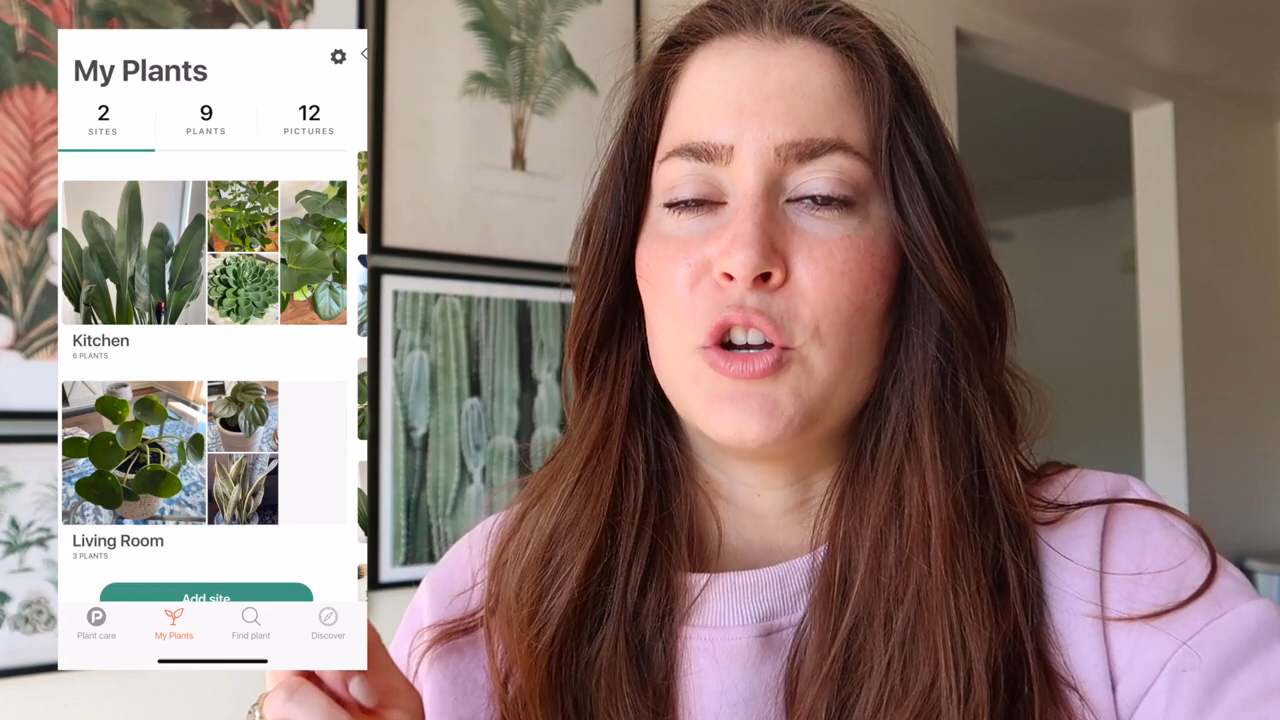 My Plants
2 9 12
SITES PLANTS PICTURES
Kitchen
6 PLANTS
Living Room
3 PLANTS
Add site
Plant care My Plants Find plant Discover